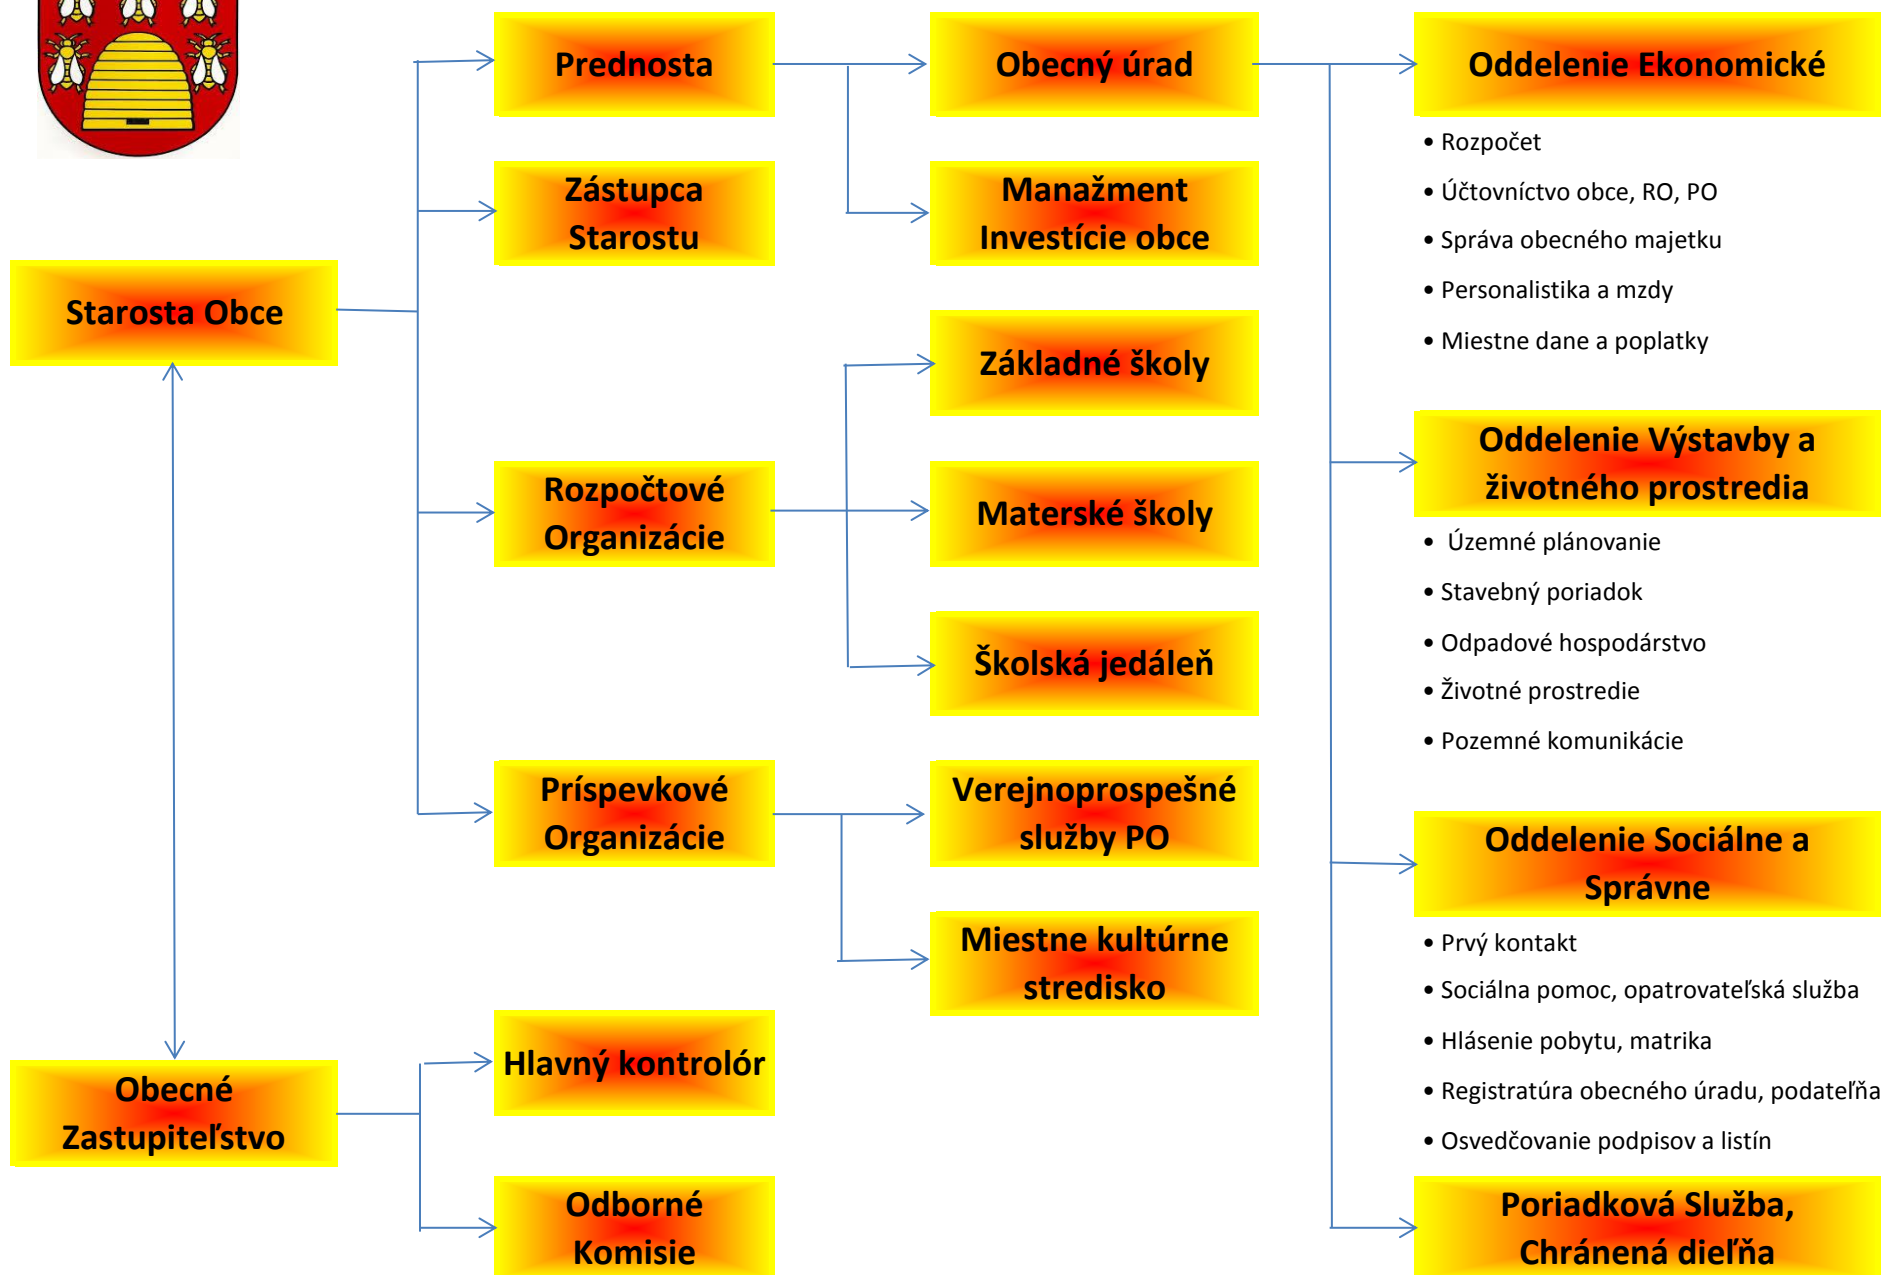 Starosta Obce
Obecné
Zastupiteľstvo
Prednosta
Zástupca
Starostu
Rozpočtové
Organizácie
Príspevkové
Organizácie
Hlavný kontrolór
Odborné
Komisie
Obecný úrad
Manažment
Investície obce
Základné školy
Materské školy
Školská jedáleň
Verejnoprospešné
služby PO
Miestne kultúrne
stredisko
Oddelenie Ekonomické
• Rozpočet
• Účtovníctvo obce, RO, PO
• Správa obecného majetku
• Personalistika a mzdy
• Miestne dane a poplatky
Oddelenie Výstavby a
životného prostredia
• Územné plánovanie
• Stavebný poriadok
• Odpadové hospodárstvo
• Životné prostredie
• Pozemné komunikácie
Oddelenie Sociálne a
Správne
• Prvý kontakt
• Sociálna pomoc, opatrovateľská služba
• Hlásenie pobytu, matrika
• Registratúra obecného úradu, podateľňa
• Osvedčovanie podpisov a listín
Poriadková Služba,
Chránená dieľňa